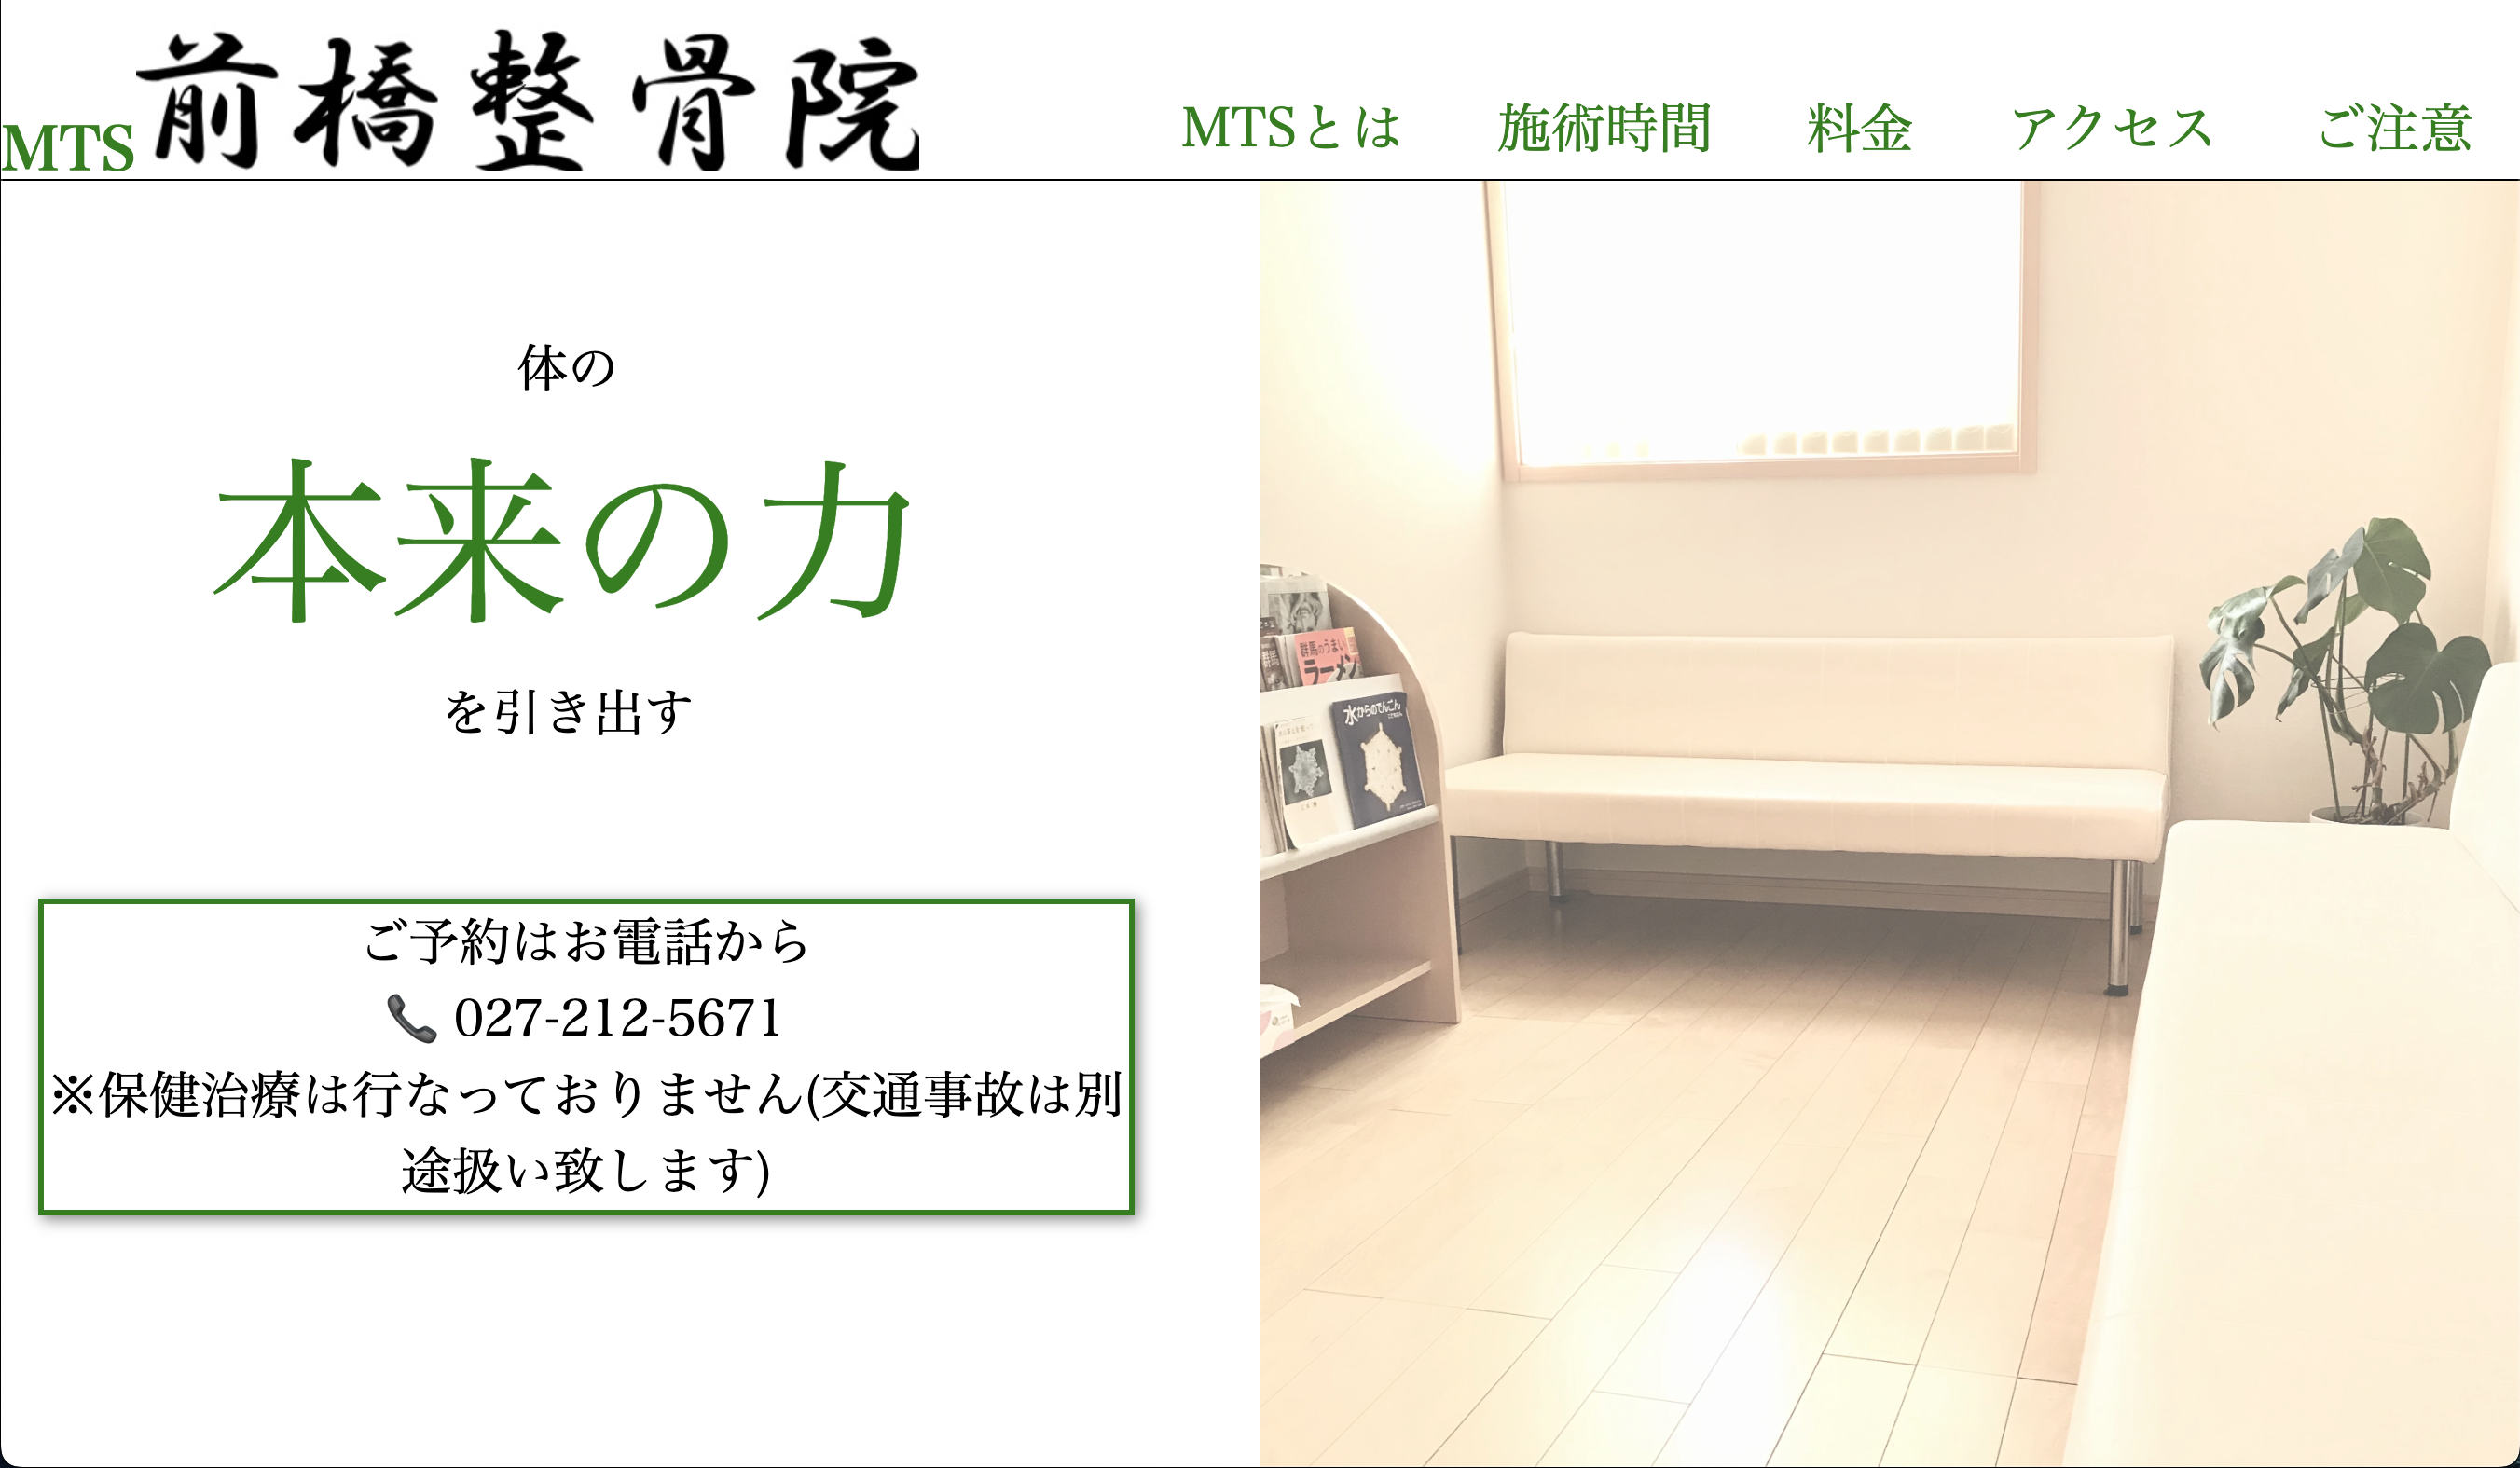 MTS 前橋整骨院
MTSとは 施術時間 料金 アクセス ご注意
体の
本来の力
を引き出す
ご予約はお電話から
📞 027-212-5671
※保健治療は行なっておりません(交通事故は別
途扱い致します)
群馬のうまい
ラーメン
水からのでんごん